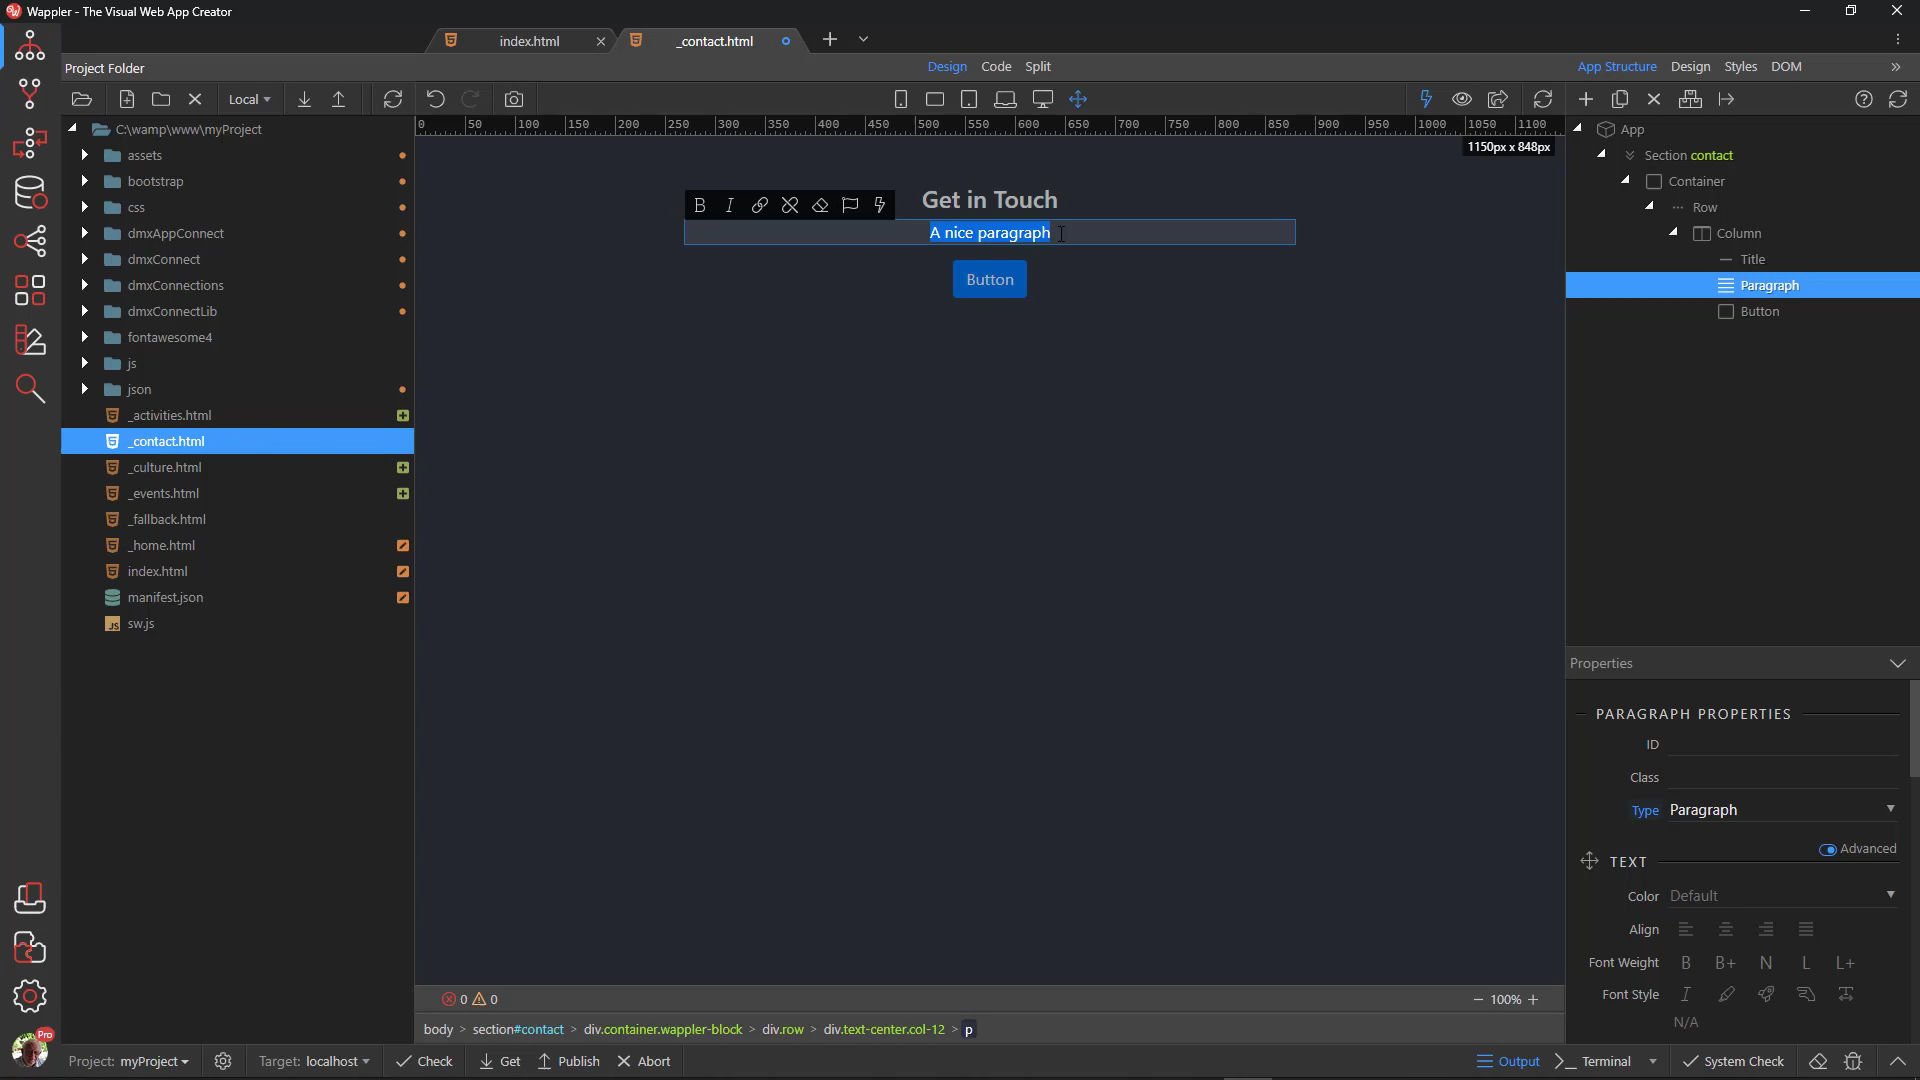 Wappler - The Visual Web App Creator
index.html
_contact.html
Project Folder
Design Code Split
App Structure Design Styles DOM
Local
0 50 100 150 200 250 300 350 400 450 500 550 600 650 700 750 800 850 900 950 1000 1050 1100
1150px x 848px
C:\wamp\www\myProject
assets
bootstrap
css
dmxAppConnect
dmxConnect
dmxConnections
dmxConnectLib
fontawesome4
js
json
_activities.html
_contact.html
_culture.html
_events.html
_fallback.html
_home.html
index.html
manifest.json
JS sw.js
Get in Touch
B I
A nice paragraph
Button
App
Section contact
Container
Row
Column
Title
Paragraph
Button
Properties
PARAGRAPH PROPERTIES
ID
Class
Type Paragraph
Advanced
TEXT
Color Default
Align
Font Weight B B+ N L L+
Font Style I T
N/A
0 0
100%
body > section#contact > div.container.wappler-block > div.row > div.text-center.col-12 > p
Pro
Project: myProject
Target: localhost
Check
Get
Publish
Abort
Output
Terminal
System Check